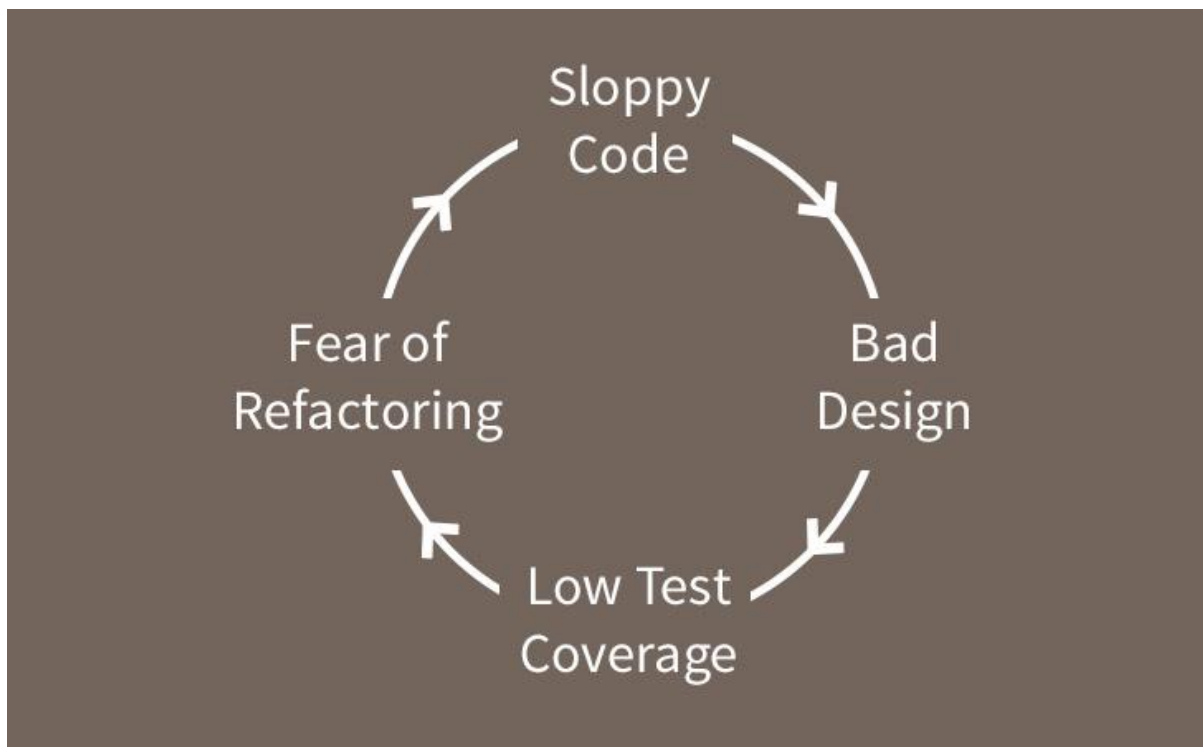 Sloppy
Code
Bad
Design
Low Test
Coverage
Fear of
Refactoring